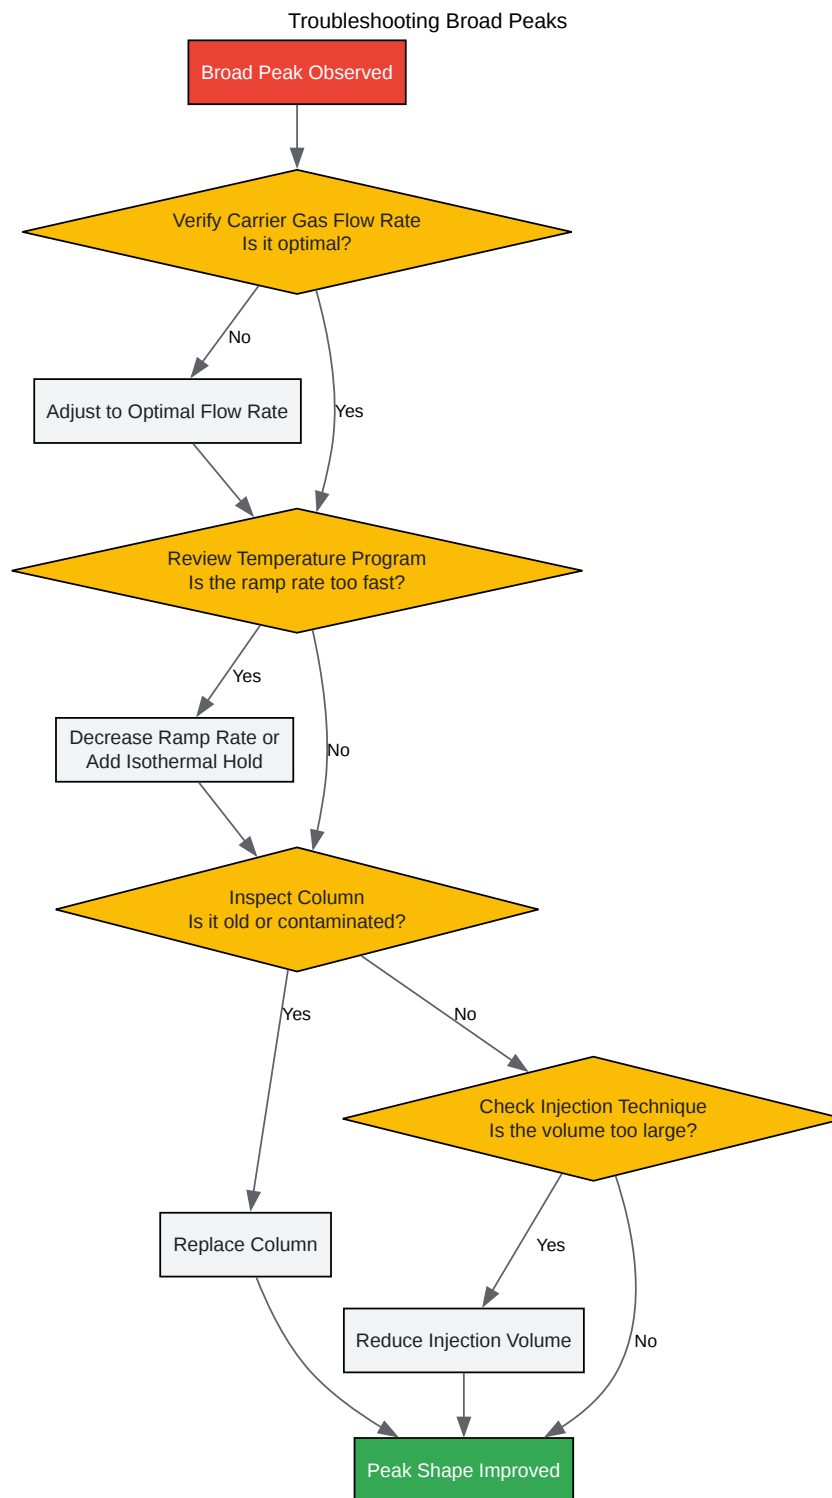 Troubleshooting Broad Peaks
Broad Peak Observed
Verify Carrier Gas Flow Rate
Is it optimal?
No
Adjust to Optimal Flow Rate
Yes
Review Temperature Program
Is the ramp rate too fast?
Yes
Decrease Ramp Rate or
Add Isothermal Hold
No
Inspect Column
Is it old or contaminated?
Yes
No
Check Injection Technique
Is the volume too large?
Replace Column
Yes
Reduce Injection Volume
No
Peak Shape Improved